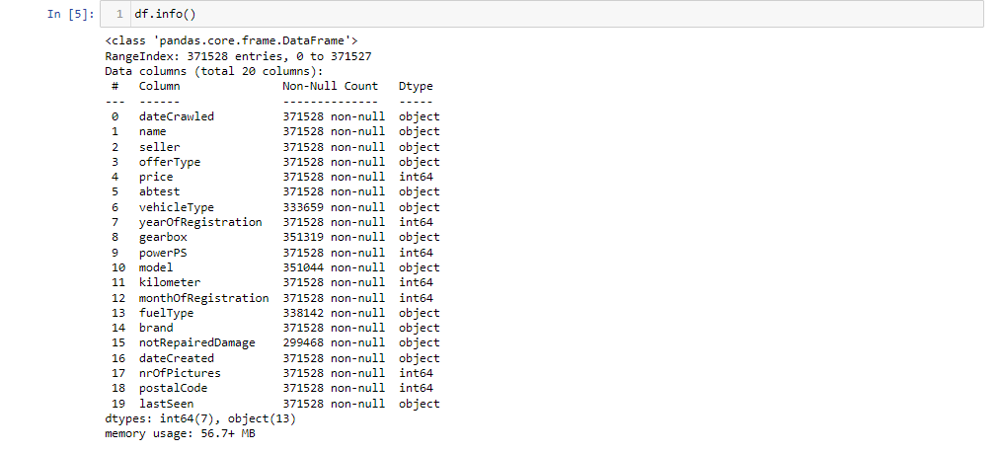 In [5]: 1 df.info()
<class 'pandas.core.frame.DataFrame'>
RangeIndex: 371528 entries, 0 to 371527
Data columns (total 20 columns):
 #   Column               Non-Null Count   Dtype
---  ------               --------------   -----
 0   dateCrawled          371528 non-null  object
 1   name                 371528 non-null  object
 2   seller               371528 non-null  object
 3   offerType            371528 non-null  object
 4   price                371528 non-null  int64
 5   abtest               371528 non-null  object
 6   vehicleType          333659 non-null  object
 7   yearOfRegistration   371528 non-null  int64
 8   gearbox              351319 non-null  object
 9   powerPS              371528 non-null  int64
 10  model                351044 non-null  object
 11  kilometer            371528 non-null  int64
 12  monthOfRegistration  371528 non-null  int64
 13  fuelType             338142 non-null  object
 14  brand                371528 non-null  object
 15  notRepairedDamage    299468 non-null  object
 16  dateCreated          371528 non-null  object
 17  nrOfPictures         371528 non-null  int64
 18  postalCode           371528 non-null  int64
 19  lastSeen             371528 non-null  object
dtypes: int64(7), object(13)
memory usage: 56.7+ MB